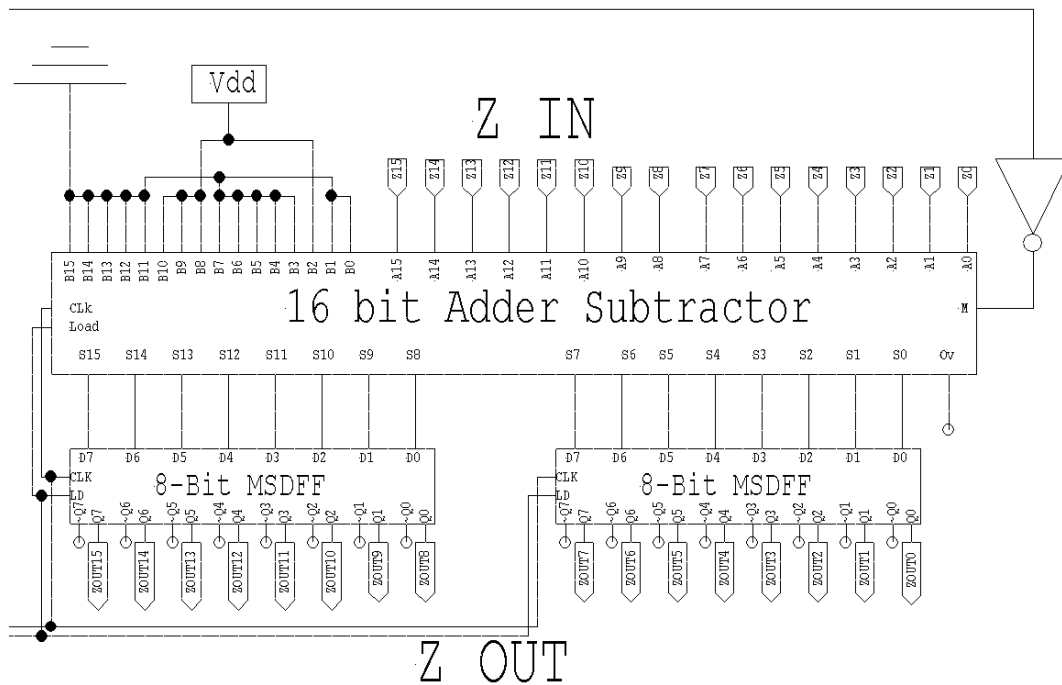 Vdd
Z IN
Z15 Z14 Z13 Z12 Z11 Z10 Z9 Z8 Z7 Z6 Z5 Z4 Z3 Z2 Z1 Z0
B15 B14 B13 B12 B11 B10 B9 B8 B7 B6 B5 B4 B3 B2 B1 B0 A15 A14 A13 A12 A11 A10 A9 A8 A7 A6 A5 A4 A3 A2 A1 A0
CLk
Load
16 bit Adder Subtractor
M
S15 S14 S13 S12 S11 S10 S9 S8 S7 S6 S5 S4 S3 S2 S1 S0 Ov
D7 D6 D5 D4 D3 D2 D1 D0
CLK
LD
8-Bit MSDFF
~Q7 Q7 ~Q6 Q6 ~Q5 Q5 ~Q4 Q4 ~Q3 Q3 ~Q2 Q2 ~Q1 Q1 ~Q0 Q0
ZOUT15 ZOUT14 ZOUT13 ZOUT12 ZOUT11 ZOUT10 ZOUT9 ZOUT8
D7 D6 D5 D4 D3 D2 D1 D0
CLK
LD
8-Bit MSDFF
~Q7 Q7 ~Q6 Q6 ~Q5 Q5 ~Q4 Q4 ~Q3 Q3 ~Q2 Q2 ~Q1 Q1 ~Q0 Q0
ZOUT7 ZOUT6 ZOUT5 ZOUT4 ZOUT3 ZOUT2 ZOUT1 ZOUT0
Z OUT